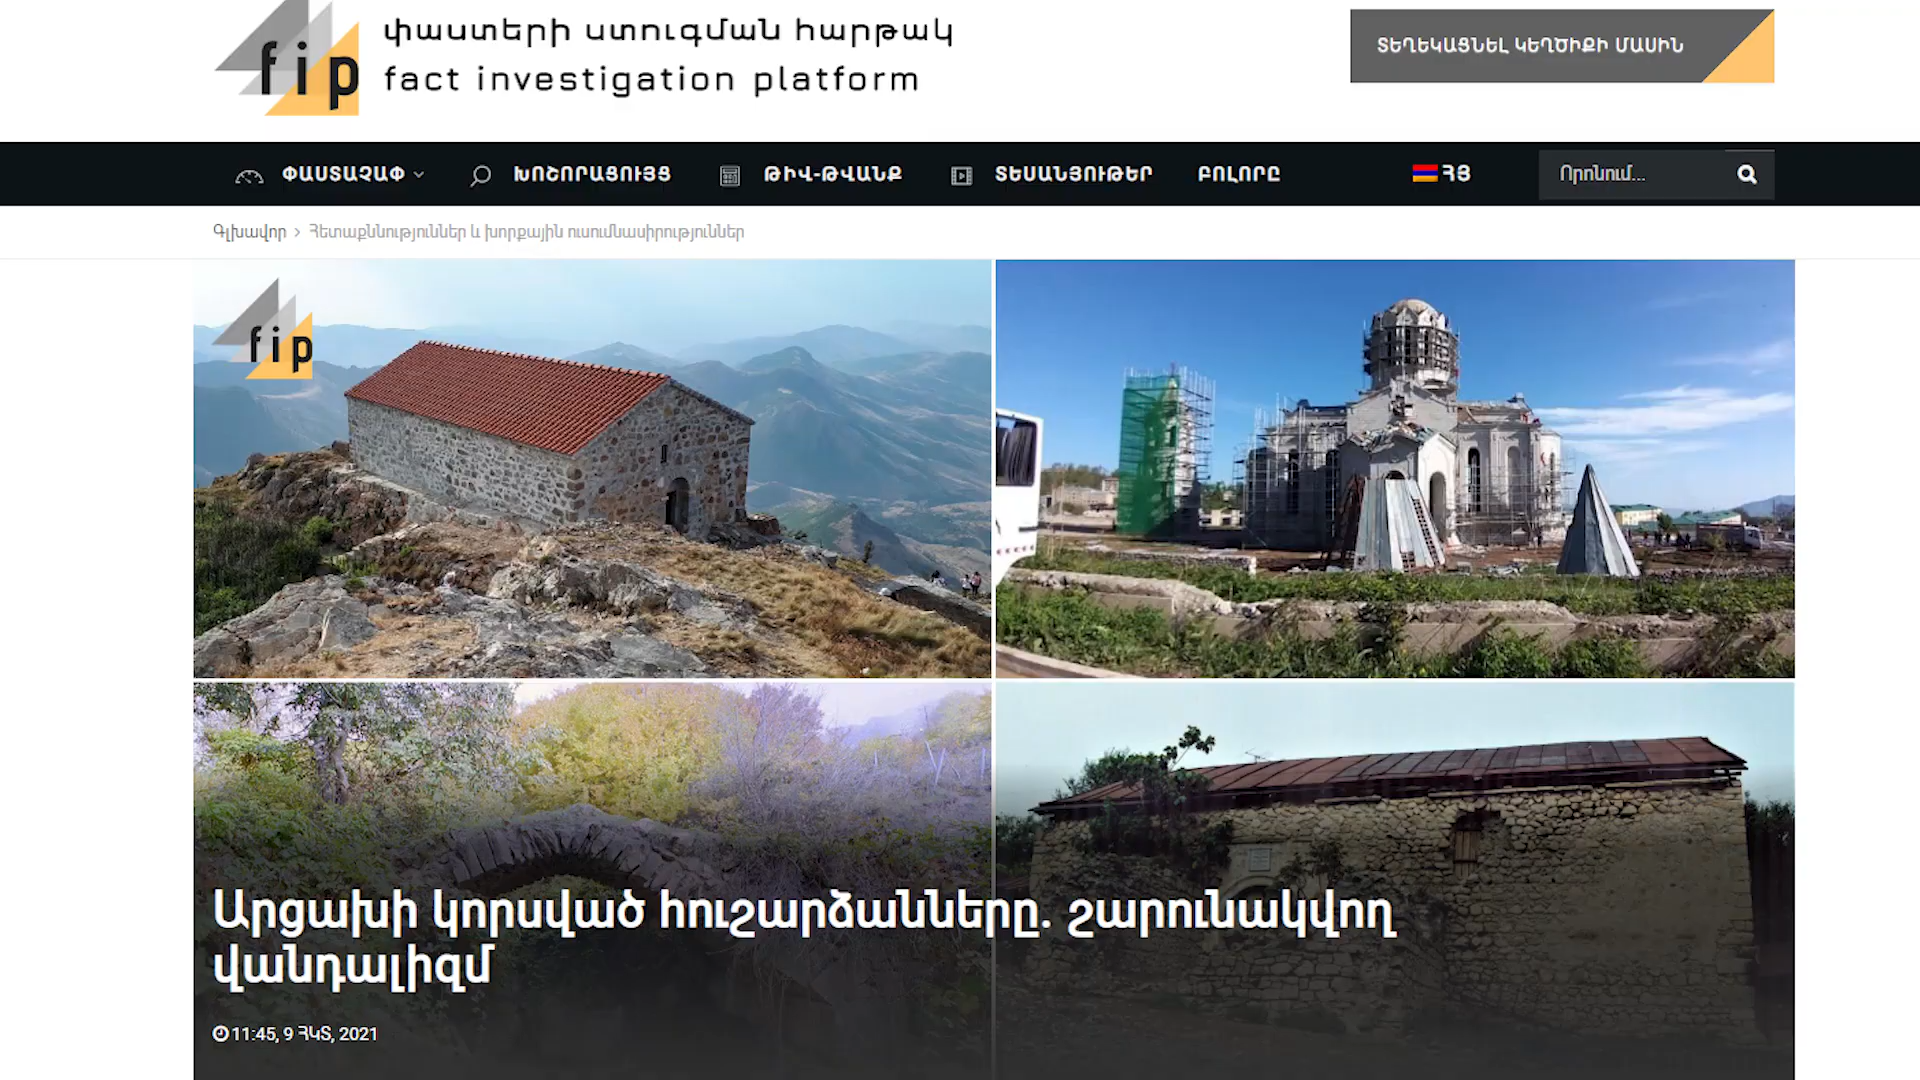 fip
փաստերի ստուգման հարթակ
fact investigation platform
ՏԵՂԵԿԱՑՆԵԼ ԿԵՂԾԻՔԻ ՄԱՍԻՆ
ՓԱՍՏԱՉԱՓ ԽՈՇՈՐԱՑՈՒՅՑ ԹԻՎ-ԹՎԱՆՔ ՏԵՍԱՆՅՈՒԹԵՐ ԲՈԼՈՐԸ ՀՅ Որոնում...
Գլխավոր > Հետաքննություններ և խորքային ուսումնասիրություններ
fip
Արցախի կորսված հուշարձանները. շարունակվող
վանդալիզմ
11:45, 9 ՀԿՏ, 2021